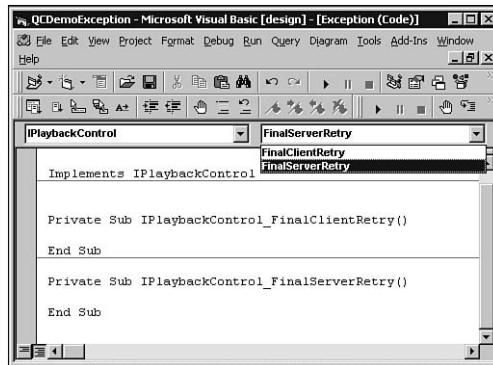 QCDemoException - Microsoft Visual Basic [design] - [Exception (Code)]
File Edit View Project Format Debug Run Query Diagram Tools Add-Ins Window
Help
IPlaybackControl FinalServerRetry
FinalClientRetry
FinalServerRetry
Implements IPlaybackControl
Private Sub IPlaybackControl_FinalClientRetry()
End Sub
Private Sub IPlaybackControl_FinalServerRetry()
End Sub